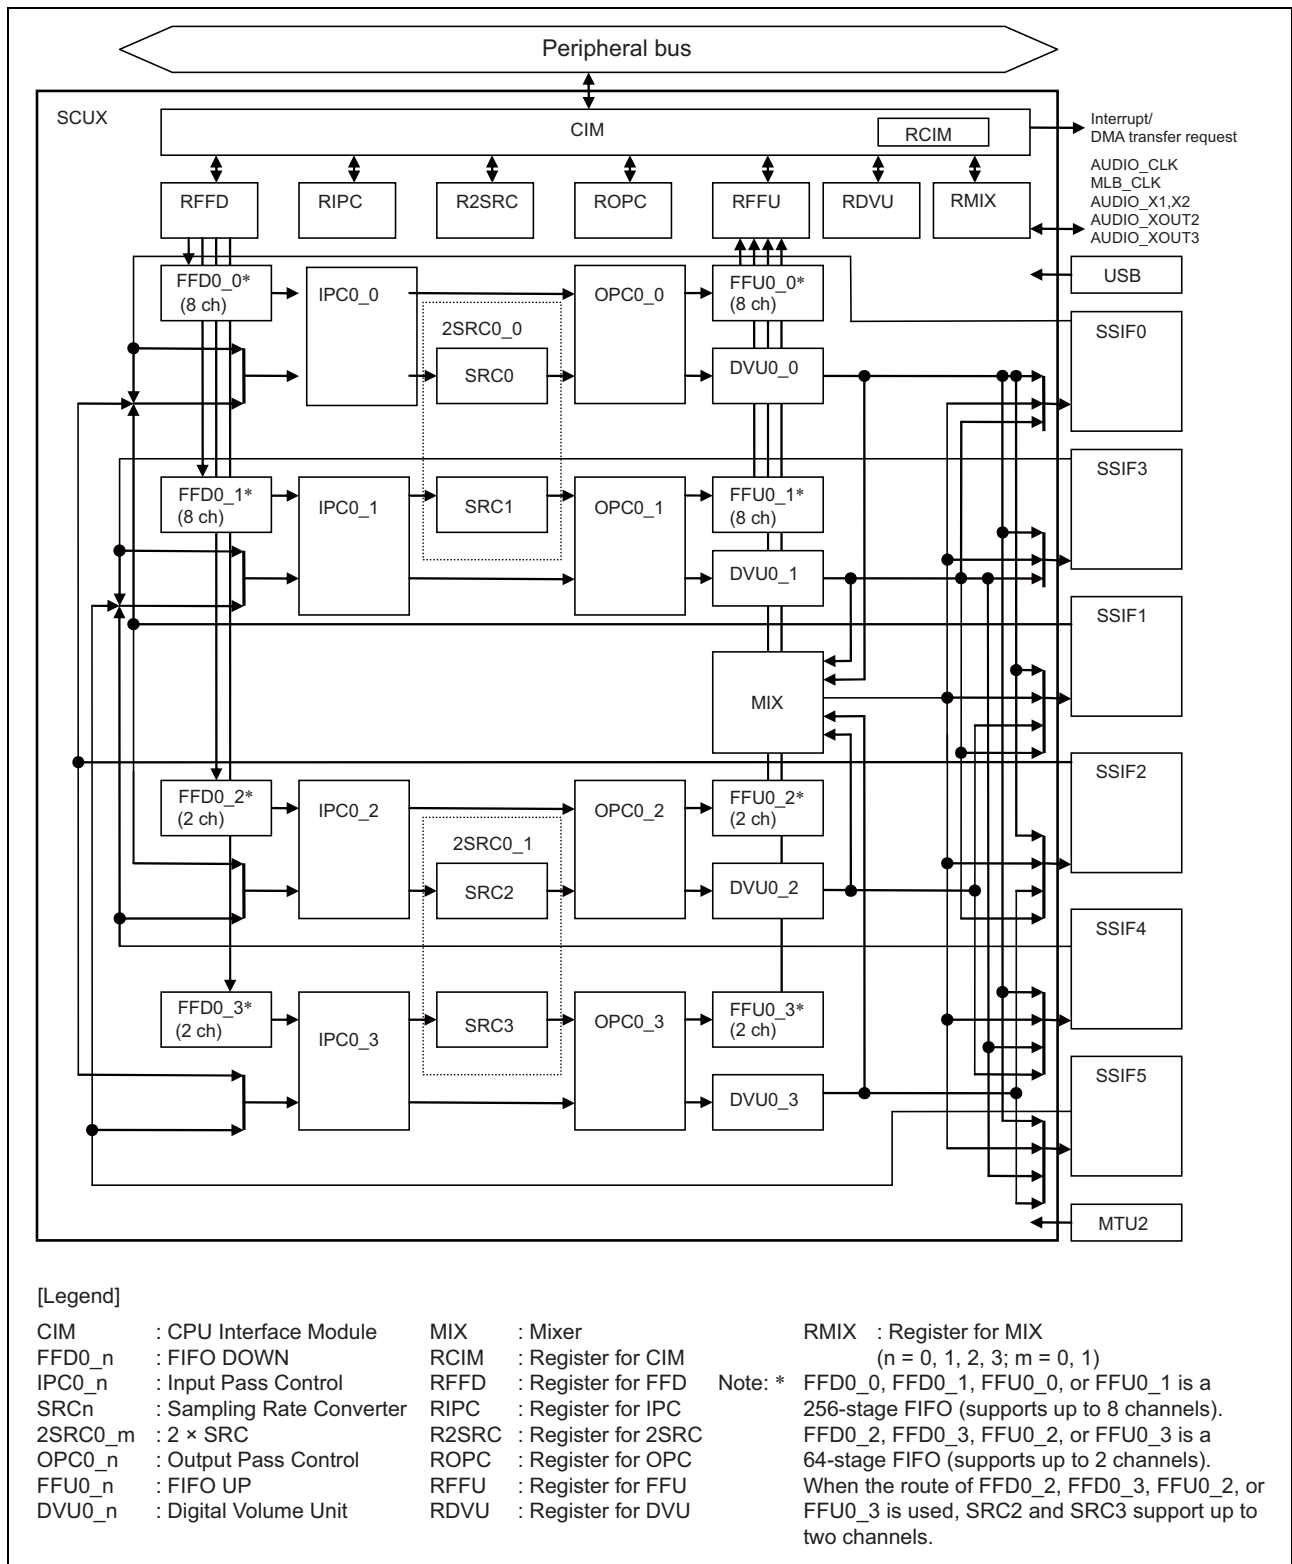 Peripheral bus
SCUX
CIM
RCIM
Interrupt/
DMA transfer request
AUDIO_CLK
MLB_CLK
AUDIO_X1,X2
AUDIO_XOUT2
AUDIO_XOUT3
RFFD
RIPC
R2SRC
ROPC
RFFU
RDVU
RMIX
USB
FFD0_0*
(8 ch)
IPC0_0
2SRC0_0
SRC0
OPC0_0
FFU0_0*
(8 ch)
DVU0_0
SSIF0
FFD0_1*
(8 ch)
IPC0_1
SRC1
OPC0_1
FFU0_1*
(8 ch)
DVU0_1
SSIF3
SSIF1
MIX
SSIF2
FFD0_2*
(2 ch)
IPC0_2
2SRC0_1
SRC2
OPC0_2
FFU0_2*
(2 ch)
DVU0_2
SSIF4
FFD0_3*
(2 ch)
IPC0_3
SRC3
OPC0_3
FFU0_3*
(2 ch)
DVU0_3
SSIF5
MTU2
[Legend]
CIM : CPU Interface Module
FFD0_n : FIFO DOWN
IPC0_n : Input Pass Control
SRCn : Sampling Rate Converter
2SRC0_m : 2 × SRC
OPC0_n : Output Pass Control
FFU0_n : FIFO UP
DVU0_n : Digital Volume Unit
MIX : Mixer
RCIM : Register for CIM
RFFD : Register for FFD
RIPC : Register for IPC
R2SRC : Register for 2SRC
ROPC : Register for OPC
RFFU : Register for FFU
RDVU : Register for DVU
RMIX : Register for MIX
(n = 0, 1, 2, 3; m = 0, 1)
Note: * FFD0_0, FFD0_1, FFU0_0, or FFU0_1 is a
256-stage FIFO (supports up to 8 channels).
FFD0_2, FFD0_3, FFU0_2, or FFU0_3 is a
64-stage FIFO (supports up to 2 channels).
When the route of FFD0_2, FFD0_3, FFU0_2, or
FFU0_3 is used, SRC2 and SRC3 support up to
two channels.